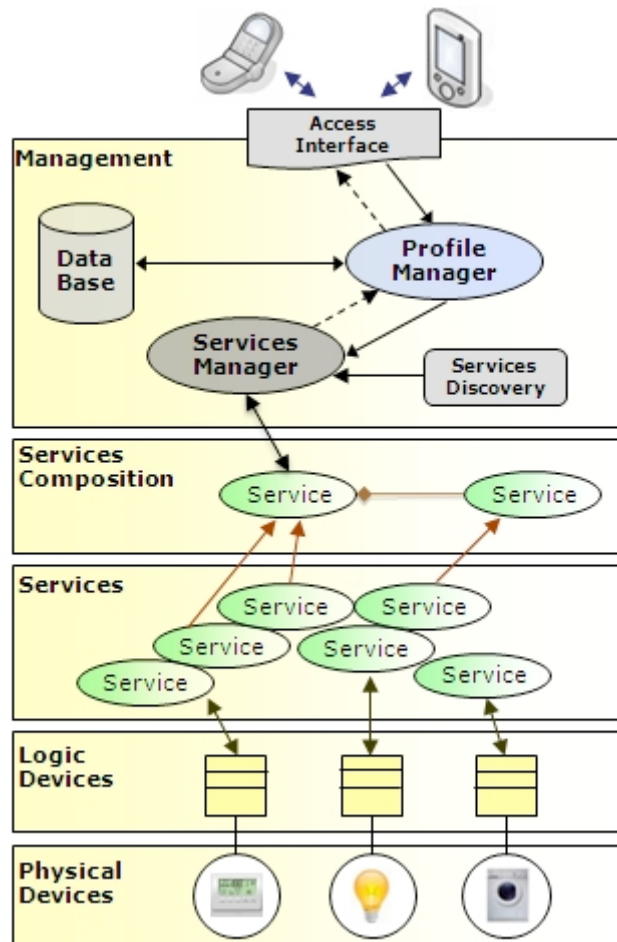 Access
Interface
Management
Data
Base
Profile
Manager
Services
Manager
Services
Discovery
Services
Composition
Service
Service
Services
Service
Service
Service
Service
Service
Service
Logic
Devices
Physical
Devices